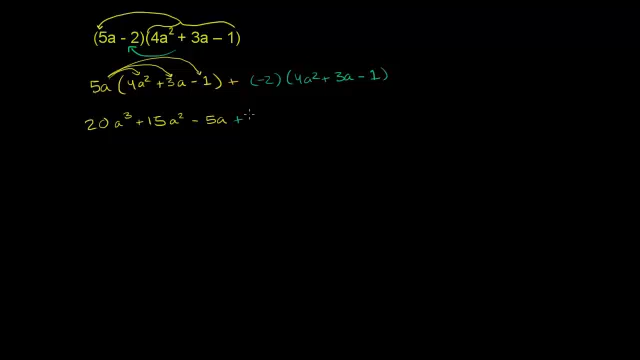 (5a - 2)(4a² + 3a – 1)
5a (4a² + 3a - 1) + (-2) (4a² + 3a - 1)
20a³ + 15a² - 5a +